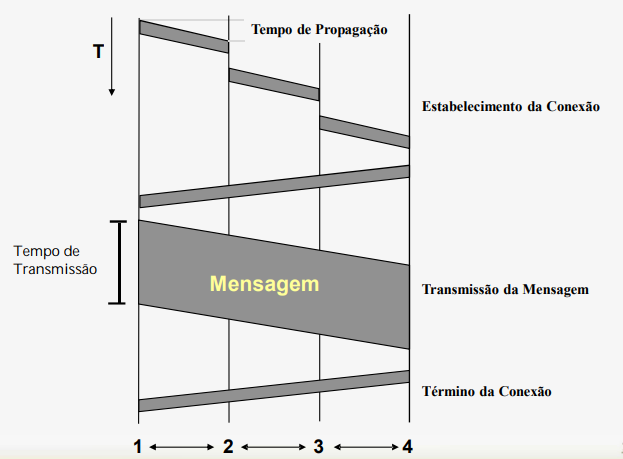 Tempo de Propagação
T
Estabelecimento da Conexão
Tempo de
Transmissão
Mensagem
Transmissão da Mensagem
Término da Conexão
1 2 3 4